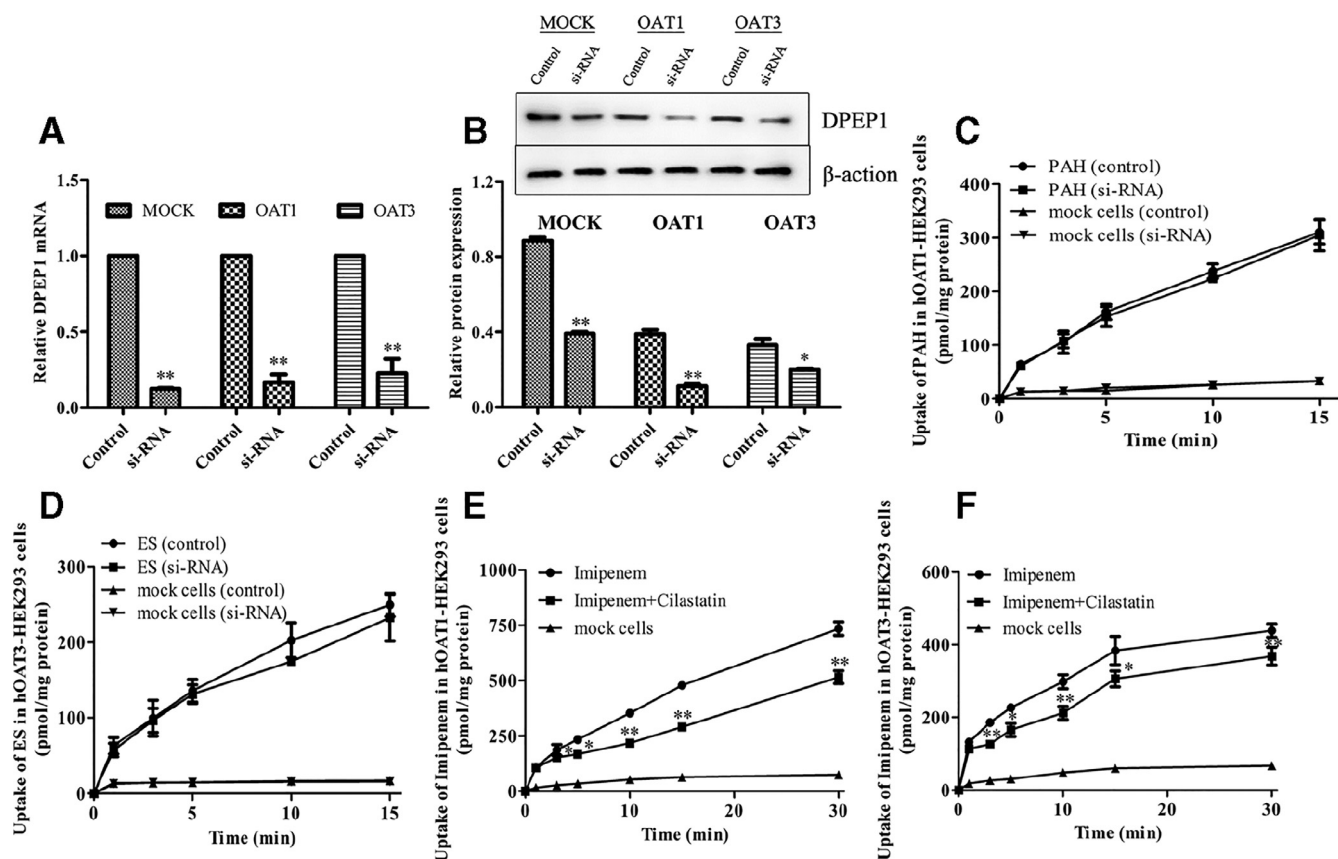 A
1.5
1.0
0.5
0.0
Relative DPEP1 mRNA
MOCK
OAT1
OAT3
**
**
**
Control
si-RNA
Control
si-RNA
Control
si-RNA
B
MOCK
OAT1
OAT3
Control
si-RNA
Control
si-RNA
Control
si-RNA
DPEP1
β-action
1.2
0.8
0.4
0.0
Relative protein expression
MOCK
OAT1
OAT3
**
**
*
Control
si-RNA
Control
si-RNA
Control
si-RNA
C
PAH (control)
PAH (si-RNA)
mock cells (control)
mock cells (si-RNA)
Uptake of PAH in hOAT1-HEK293 cells
(pmol/mg protein)
400
300
200
100
0
0
5
10
15
Time (min)
D
ES (control)
ES (si-RNA)
mock cells (control)
mock cells (si-RNA)
Uptake of ES in hOAT3-HEK293 cells
(pmol/mg protein)
300
200
100
0
0
5
10
15
Time (min)
E
Imipenem
Imipenem+Cilastatin
mock cells
Uptake of Imipenem in hOAT1-HEK293 cells
(pmol/mg protein)
1000
750
500
250
0
*
*
**
**
**
0
10
20
30
Time (min)
F
Imipenem
Imipenem+Cilastatin
mock cells
Uptake of Imipenem in hOAT3-HEK293 cells
(pmol/mg protein)
600
400
200
0
**
*
**
*
**
0
10
20
30
Time (min)